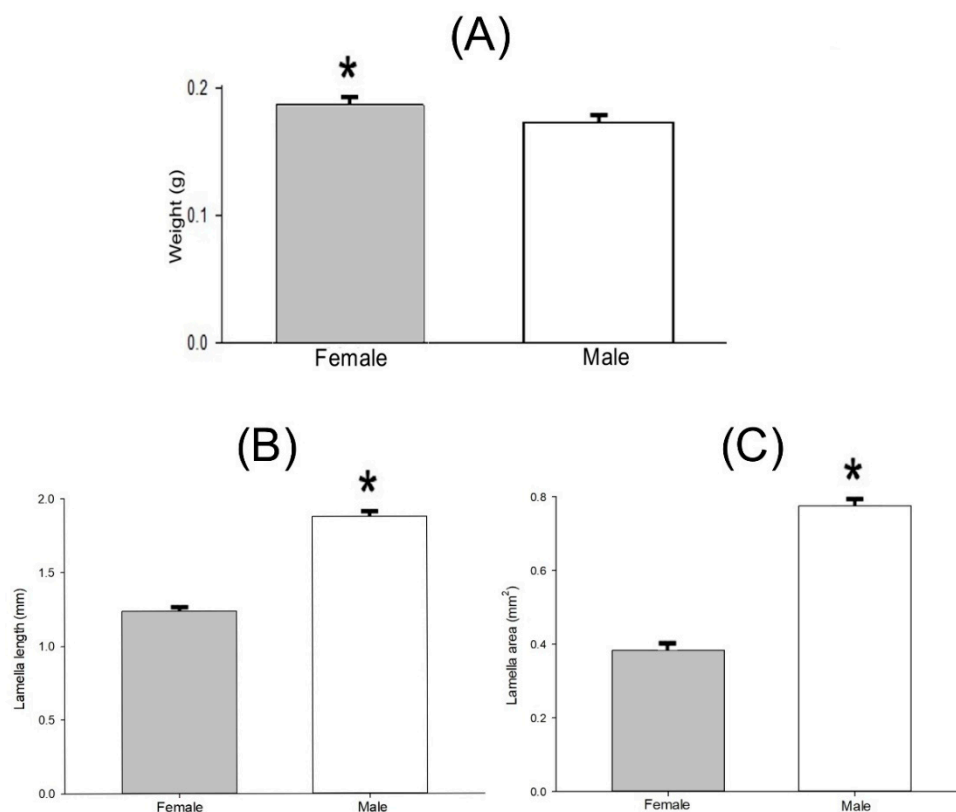 (A)
*
0.2
0.1
0.0
Weight (g)
Female
Male
(B)
*
2.0
1.5
1.0
0.5
0.0
Lamella length (mm)
Female
Male
(C)
*
0.8
0.6
0.4
0.2
0.0
Lamella area (mm²)
Female
Male